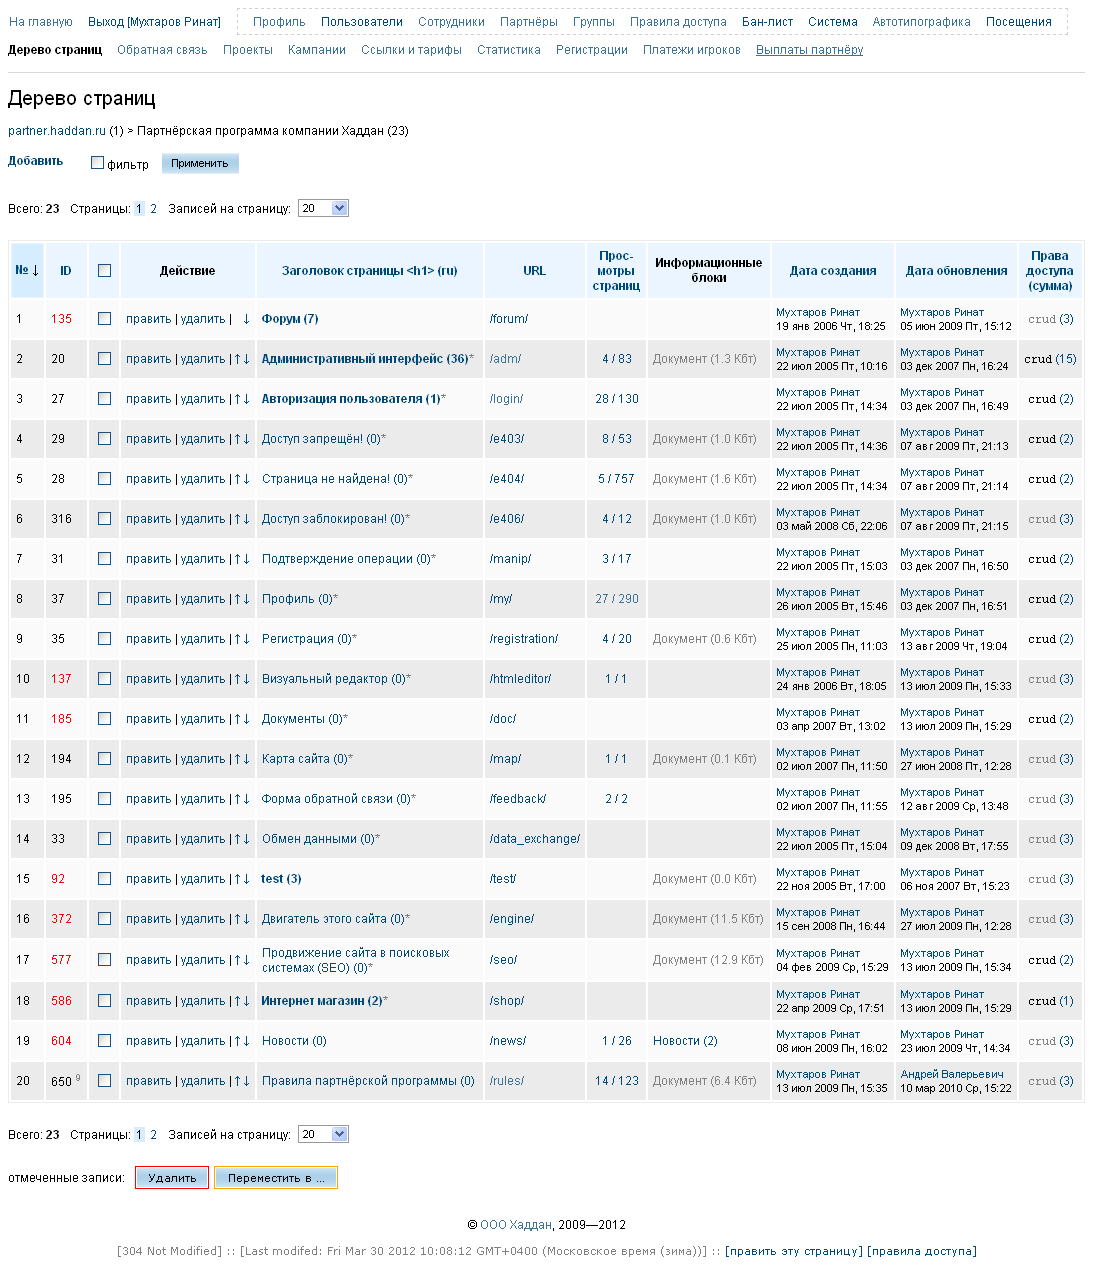 На главную Выход [Мухтаров Ринат] Профиль Пользователи Сотрудники Партнёры Группы Правила доступа Бан-лист Система Автотипографика Посещения
Дерево страниц Обратная связь Проекты Кампании Ссылки и тарифы Статистика Регистрации Платежи игроков Выплаты партнёру
Дерево страниц
partner.haddan.ru (1) > Партнёрская программа компании Хаддан (23)
Добавить фильтр Применить
Всего: 23 Страницы: 1 2 Записей на страницу: 20
№ ↓ ID Действие Заголовок страницы <h1> (ru) URL Прос-мотры страниц Информационные блоки Дата создания Дата обновления Права доступа (сумма)
1 135 править | удалить | ↓ Форум (7) /forum/ Мухтаров Ринат 19 янв 2006 Чт, 18:25 Мухтаров Ринат 05 июн 2009 Пт, 15:12 crud (3)
2 20 править | удалить | ↑ ↓ Административный интерфейс (36)* /adm/ 4 / 83 Документ (1.3 Кбт) Мухтаров Ринат 22 июл 2005 Пт, 10:16 Мухтаров Ринат 03 дек 2007 Пн, 16:24 crud (15)
3 27 править | удалить | ↑ ↓ Авторизация пользователя (1)* /login/ 28 / 130 Мухтаров Ринат 22 июл 2005 Пт, 14:34 Мухтаров Ринат 03 дек 2007 Пн, 16:49 crud (2)
4 29 править | удалить | ↑ ↓ Доступ запрещён! (0)* /e403/ 8 / 53 Документ (1.0 Кбт) Мухтаров Ринат 22 июл 2005 Пт, 14:36 Мухтаров Ринат 07 авг 2009 Пт, 21:13 crud (2)
5 28 править | удалить | ↑ ↓ Страница не найдена! (0)* /e404/ 5 / 757 Документ (1.6 Кбт) Мухтаров Ринат 22 июл 2005 Пт, 14:34 Мухтаров Ринат 07 авг 2009 Пт, 21:14 crud (2)
6 316 править | удалить | ↑ ↓ Доступ заблокирован! (0)* /e406/ 4 / 12 Документ (1.0 Кбт) Мухтаров Ринат 03 май 2008 Сб, 22:06 Мухтаров Ринат 07 авг 2009 Пт, 21:15 crud (3)
7 31 править | удалить | ↑ ↓ Подтверждение операции (0)* /manip/ 3 / 17 Мухтаров Ринат 22 июл 2005 Пт, 15:03 Мухтаров Ринат 03 дек 2007 Пн, 16:50 crud (2)
8 37 править | удалить | ↑ ↓ Профиль (0)* /my/ 27 / 290 Мухтаров Ринат 26 июл 2005 Вт, 15:46 Мухтаров Ринат 03 дек 2007 Пн, 16:51 crud (2)
9 35 править | удалить | ↑ ↓ Регистрация (0)* /registration/ 4 / 20 Документ (0.6 Кбт) Мухтаров Ринат 25 июл 2005 Пн, 11:03 Мухтаров Ринат 13 авг 2009 Чт, 19:04 crud (2)
10 137 править | удалить | ↑ ↓ Визуальный редактор (0)* /htmleditor/ 1 / 1 Мухтаров Ринат 24 янв 2006 Вт, 18:05 Мухтаров Ринат 13 июл 2009 Пн, 15:33 crud (3)
11 185 править | удалить | ↑ ↓ Документы (0)* /doc/ Мухтаров Ринат 03 апр 2007 Вт, 13:02 Мухтаров Ринат 13 июл 2009 Пн, 15:29 crud (2)
12 194 править | удалить | ↑ ↓ Карта сайта (0)* /map/ 1 / 1 Документ (0.1 Кбт) Мухтаров Ринат 02 июл 2007 Пн, 11:50 Мухтаров Ринат 27 июн 2008 Пт, 12:28 crud (3)
13 195 править | удалить | ↑ ↓ Форма обратной связи (0)* /feedback/ 2 / 2 Мухтаров Ринат 02 июл 2007 Пн, 11:55 Мухтаров Ринат 12 авг 2009 Ср, 13:48 crud (3)
14 33 править | удалить | ↑ ↓ Обмен данными (0)* /data_exchange/ Мухтаров Ринат 22 июл 2005 Пт, 15:04 Мухтаров Ринат 09 дек 2008 Вт, 17:55 crud (3)
15 92 править | удалить | ↑ ↓ test (3) /test/ Документ (0.0 Кбт) Мухтаров Ринат 22 ноя 2005 Вт, 17:00 Мухтаров Ринат 06 ноя 2007 Вт, 15:23 crud (3)
16 372 править | удалить | ↑ ↓ Двигатель этого сайта (0)* /engine/ Документ (11.5 Кбт) Мухтаров Ринат 15 сен 2008 Пн, 16:44 Мухтаров Ринат 27 июл 2009 Пн, 12:28 crud (3)
17 577 править | удалить | ↑ ↓ Продвижение сайта в поисковых системах (SEO) (0)* /seo/ Документ (12.9 Кбт) Мухтаров Ринат 04 фев 2009 Ср, 15:29 Мухтаров Ринат 13 июл 2009 Пн, 15:34 crud (2)
18 586 править | удалить | ↑ ↓ Интернет магазин (2)* /shop/ Мухтаров Ринат 22 апр 2009 Ср, 17:51 Мухтаров Ринат 13 июл 2009 Пн, 15:29 crud (1)
19 604 править | удалить | ↑ ↓ Новости (0) /news/ 1 / 26 Новости (2) Мухтаров Ринат 08 июн 2009 Пн, 16:02 Мухтаров Ринат 23 июл 2009 Чт, 14:34 crud (3)
20 650 9 править | удалить | ↑ ↓ Правила партнёрской программы (0) /rules/ 14 / 123 Документ (6.4 Кбт) Мухтаров Ринат 13 июл 2009 Пн, 15:35 Андрей Валерьевич 10 мар 2010 Ср, 15:22 crud (3)
Всего: 23 Страницы: 1 2 Записей на страницу: 20
отмеченные записи: Удалить Переместить в ...
© ООО Хаддан, 2009—2012
[304 Not Modified] :: [Last modifed: Fri Mar 30 2012 10:08:12 GMT+0400 (Московское время (зима))] :: [править эту страницу] [правила доступа]